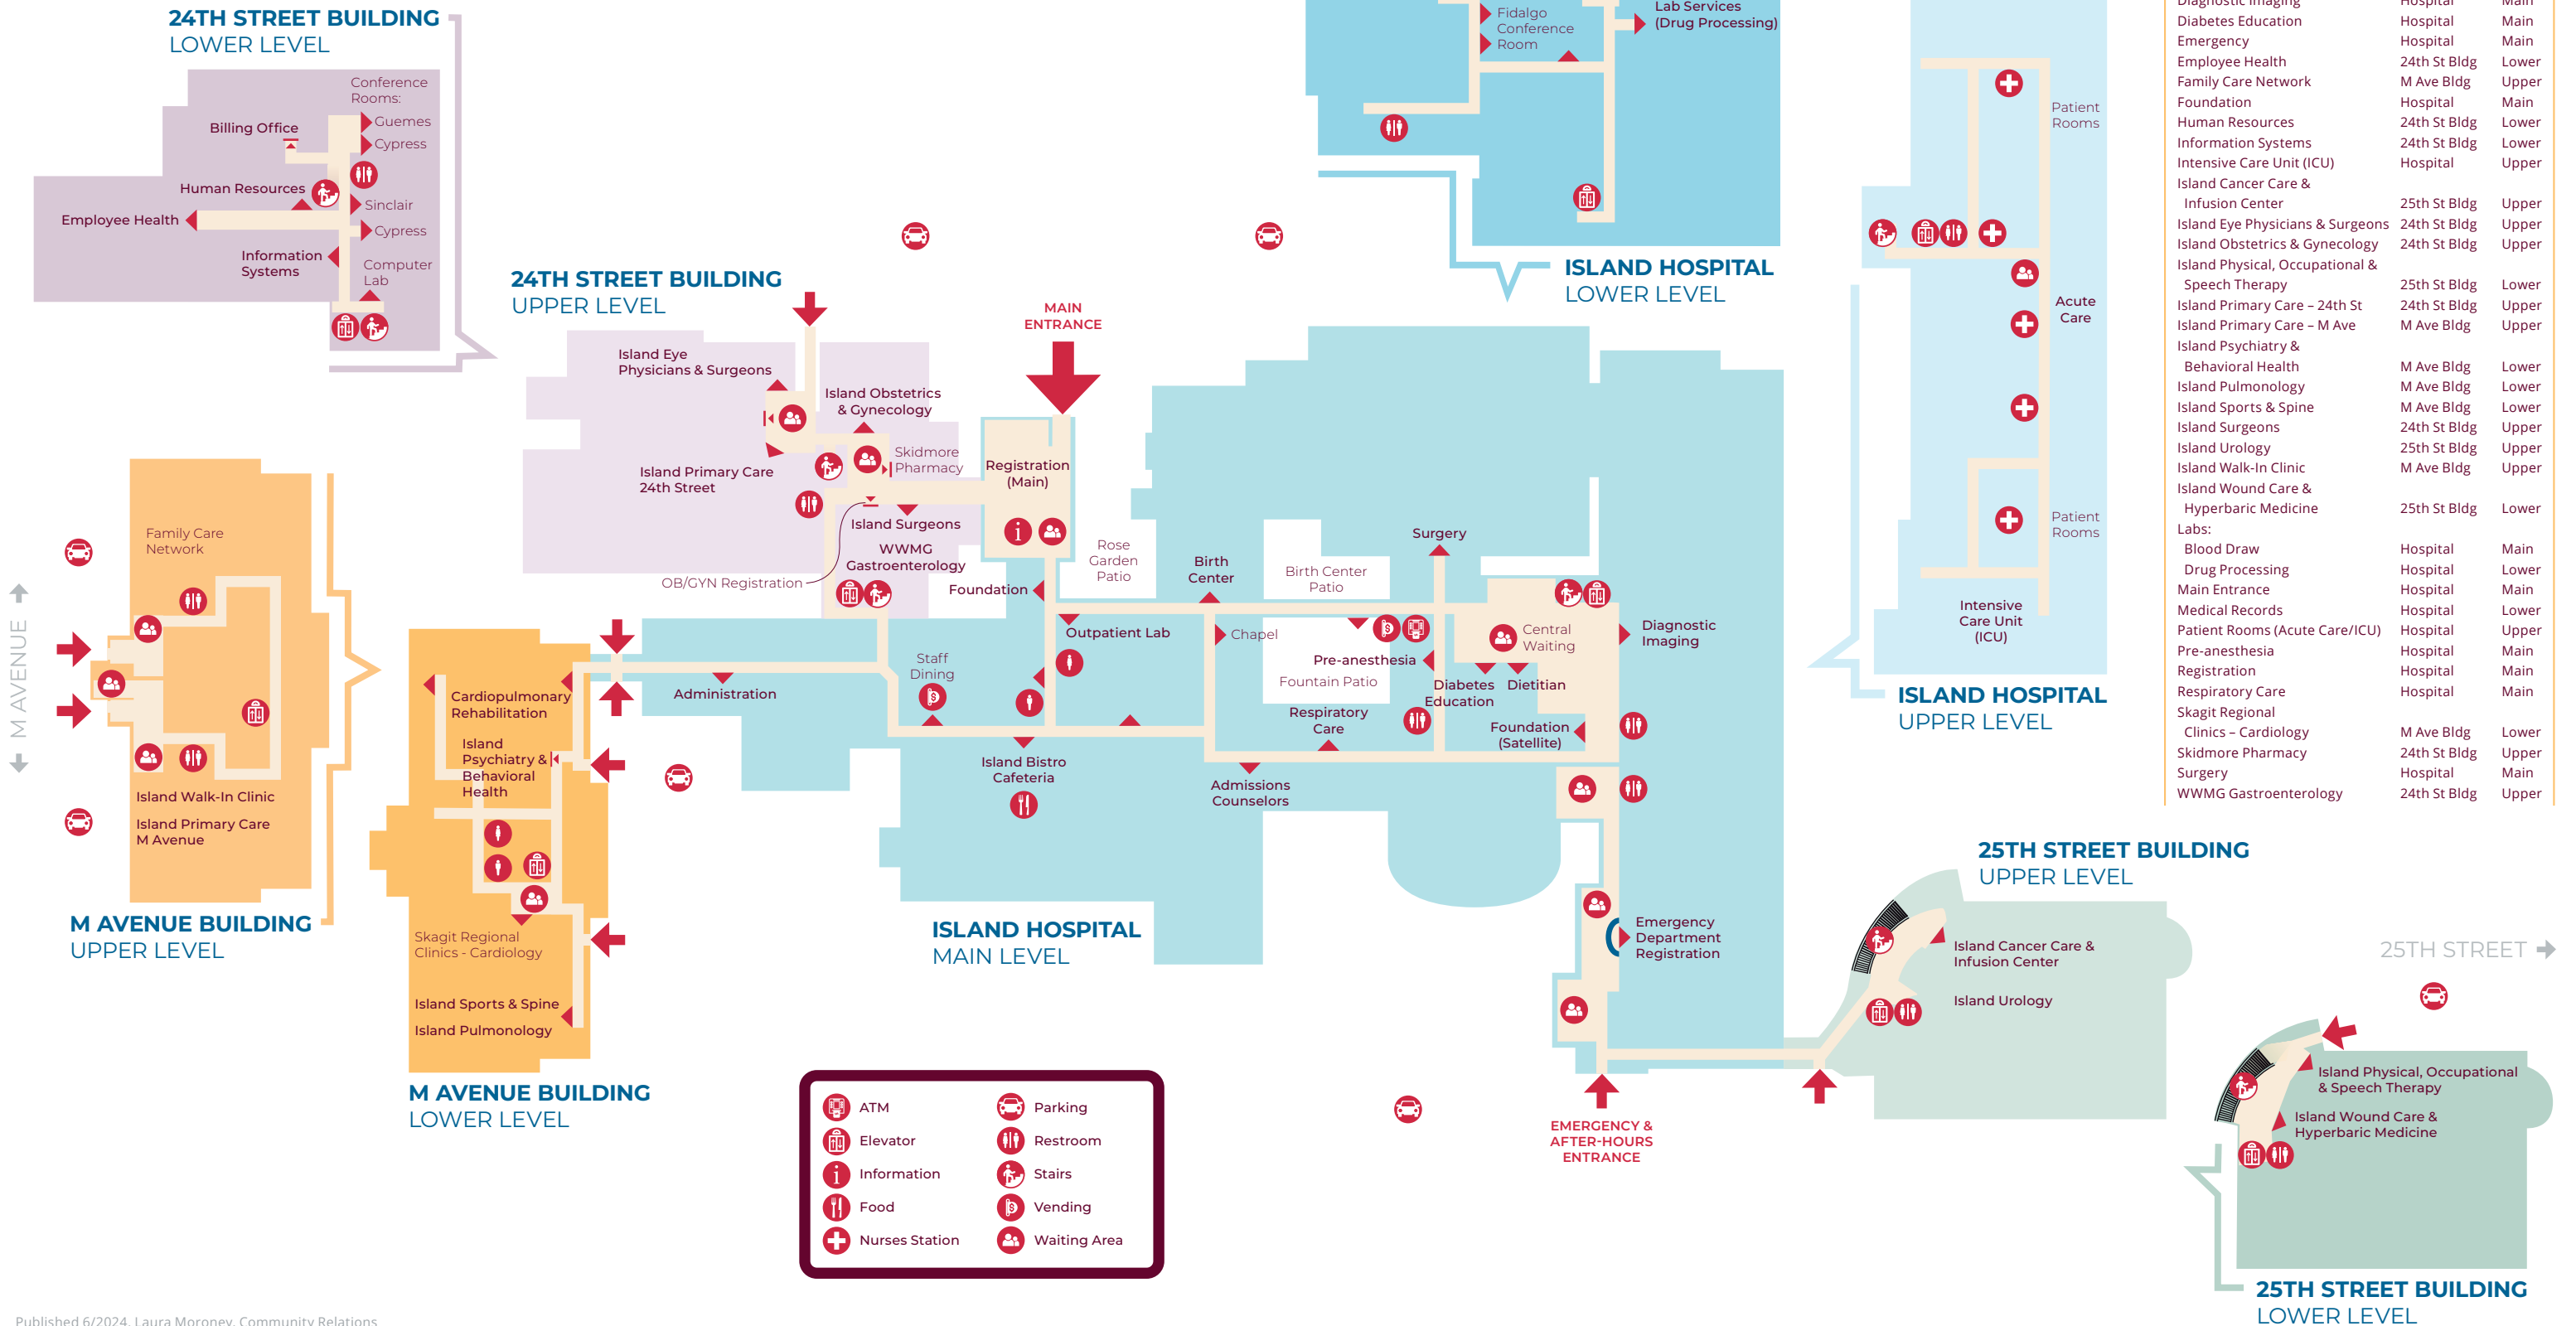 24TH STREET BUILDING
LOWER LEVEL
Conference
Rooms:
Guemes
Cypress
Billing Office
Human Resources
Sinclair
Employee Health
Cypress
Information
Systems
Computer
Lab
Fidalgo
Conference
Room
Lab Services
(Drug Processing)
ISLAND HOSPITAL
LOWER LEVEL
24TH STREET BUILDING
UPPER LEVEL
Island Eye
Physicians & Surgeons
Island Obstetrics
& Gynecology
Skidmore
Pharmacy
Island Primary Care
24th Street
Island Surgeons
WWMG
Gastroenterology
OB/GYN Registration
MAIN
ENTRANCE
Registration
(Main)
Rose
Garden
Patio
Foundation
Birth
Center
Birth Center
Patio
Surgery
Outpatient Lab
Chapel
Central
Waiting
Diagnostic
Imaging
Staff
Dining
Pre-anesthesia
Fountain Patio
Diabetes
Education
Dietitian
Administration
Respiratory
Care
Foundation
(Satellite)
Island Bistro
Cafeteria
Admissions
Counselors
Emergency
Department
Registration
ISLAND HOSPITAL
MAIN LEVEL
EMERGENCY &
AFTER-HOURS
ENTRANCE
M AVENUE
Family Care
Network
Island Walk-In Clinic
Island Primary Care
M Avenue
M AVENUE BUILDING
UPPER LEVEL
Cardiopulmonary
Rehabilitation
Island
Psychiatry &
Behavioral
Health
Skagit Regional
Clinics - Cardiology
Island Sports & Spine
Island Pulmonology
M AVENUE BUILDING
LOWER LEVEL
ATM
Elevator
Information
Food
Nurses Station
Parking
Restroom
Stairs
Vending
Waiting Area
Patient
Rooms
Acute
Care
Patient
Rooms
Intensive
Care Unit
(ICU)
ISLAND HOSPITAL
UPPER LEVEL
Diagnostic Imaging Hospital Main
Diabetes Education Hospital Main
Emergency Hospital Main
Employee Health 24th St Bldg Lower
Family Care Network M Ave Bldg Upper
Foundation Hospital Main
Human Resources 24th St Bldg Lower
Information Systems 24th St Bldg Lower
Intensive Care Unit (ICU) Hospital Upper
Island Cancer Care &
Infusion Center 25th St Bldg Upper
Island Eye Physicians & Surgeons 24th St Bldg Upper
Island Obstetrics & Gynecology 24th St Bldg Upper
Island Physical, Occupational &
Speech Therapy 25th St Bldg Lower
Island Primary Care – 24th St 24th St Bldg Upper
Island Primary Care – M Ave M Ave Bldg Upper
Island Psychiatry &
Behavioral Health M Ave Bldg Lower
Island Pulmonology M Ave Bldg Lower
Island Sports & Spine M Ave Bldg Lower
Island Surgeons 24th St Bldg Upper
Island Urology 25th St Bldg Upper
Island Walk-In Clinic M Ave Bldg Upper
Island Wound Care &
Hyperbaric Medicine 25th St Bldg Lower
Labs:
Blood Draw Hospital Main
Drug Processing Hospital Lower
Main Entrance Hospital Main
Medical Records Hospital Lower
Patient Rooms (Acute Care/ICU) Hospital Upper
Pre-anesthesia Hospital Main
Registration Hospital Main
Respiratory Care Hospital Main
Skagit Regional
Clinics – Cardiology M Ave Bldg Lower
Skidmore Pharmacy 24th St Bldg Upper
Surgery Hospital Main
WWMG Gastroenterology 24th St Bldg Upper
25TH STREET BUILDING
UPPER LEVEL
Island Cancer Care &
Infusion Center
Island Urology
25TH STREET
Island Physical, Occupational
& Speech Therapy
Island Wound Care &
Hyperbaric Medicine
25TH STREET BUILDING
LOWER LEVEL
Published 6/2024, Laura Moroney, Community Relations